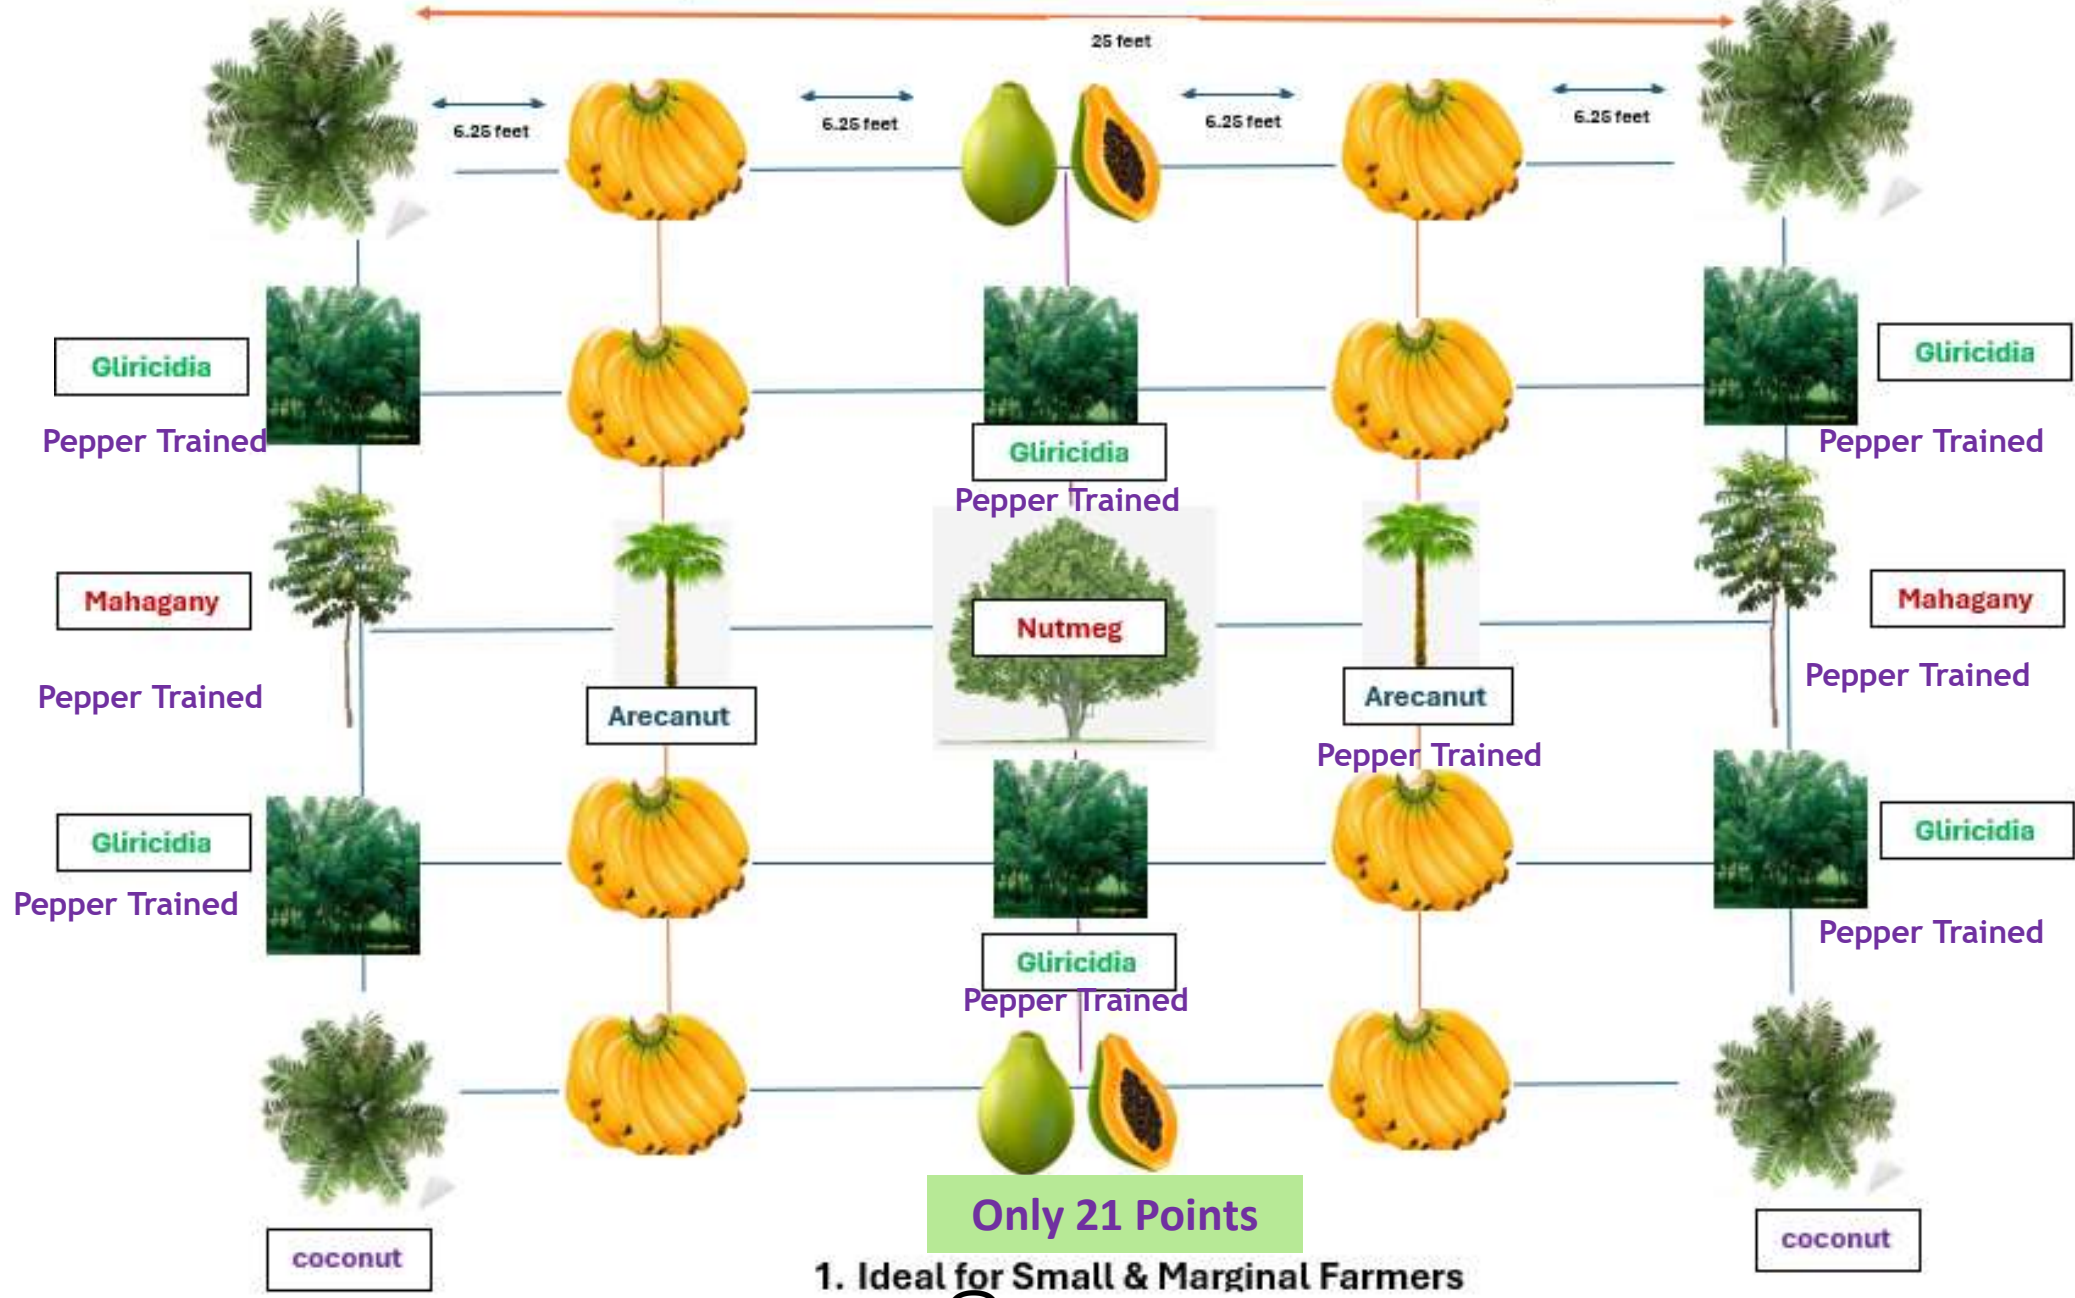 25 feet
6.25 feet
6.25 feet
6.25 feet
6.25 feet
Gliricidia
Gliricidia
Pepper Trained
Pepper Trained
Gliricidia
Pepper Trained
Mahagany
Nutmeg
Mahagany
Pepper Trained
Pepper Trained
Arecanut
Arecanut
Pepper Trained
Gliricidia
Gliricidia
Pepper Trained
Pepper Trained
Gliricidia
Pepper Trained
Only 21 Points
coconut
coconut
1. Ideal for Small & Marginal Farmers